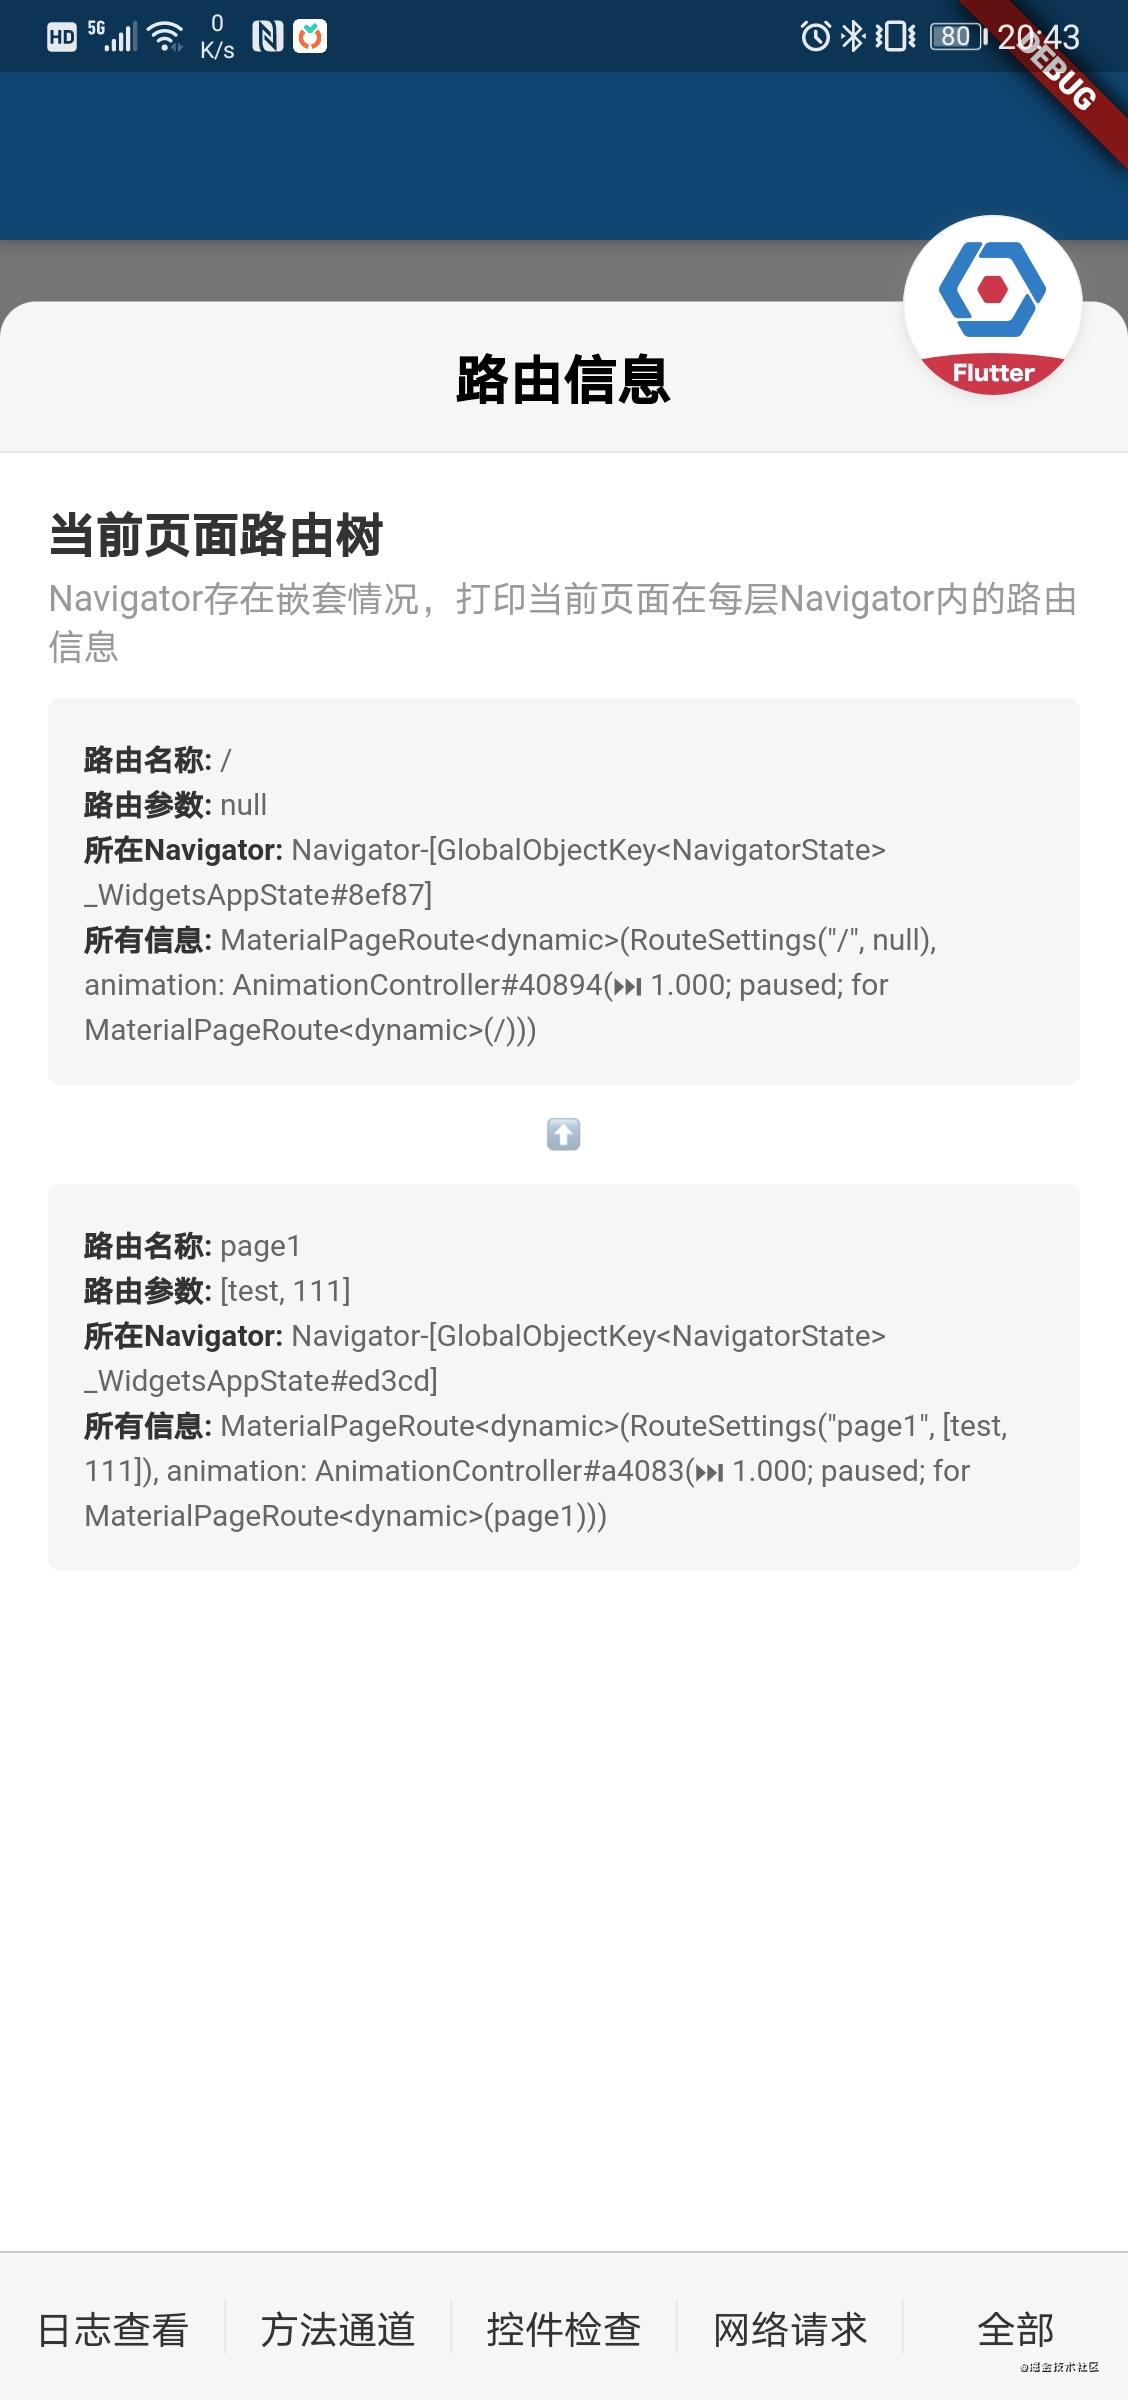 HD 5G 0 K/s 80 20:43
DEBUG
Flutter
路由信息
当前页面路由树
Navigator存在嵌套情况，打印当前页面在每层Navigator内的路由
信息
路由名称: /
路由参数: null
所在Navigator: Navigator-[GlobalObjectKey<NavigatorState>
_WidgetsAppState#8ef87]
所有信息: MaterialPageRoute<dynamic>(RouteSettings("/", null),
animation: AnimationController#40894(⏭ 1.000; paused; for
MaterialPageRoute<dynamic>(/)))
路由名称: page1
路由参数: [test, 111]
所在Navigator: Navigator-[GlobalObjectKey<NavigatorState>
_WidgetsAppState#ed3cd]
所有信息: MaterialPageRoute<dynamic>(RouteSettings("page1", [test,
111]), animation: AnimationController#a4083(⏭ 1.000; paused; for
MaterialPageRoute<dynamic>(page1)))
日志查看 方法通道 控件检查 网络请求 全部
@掘金技术社区